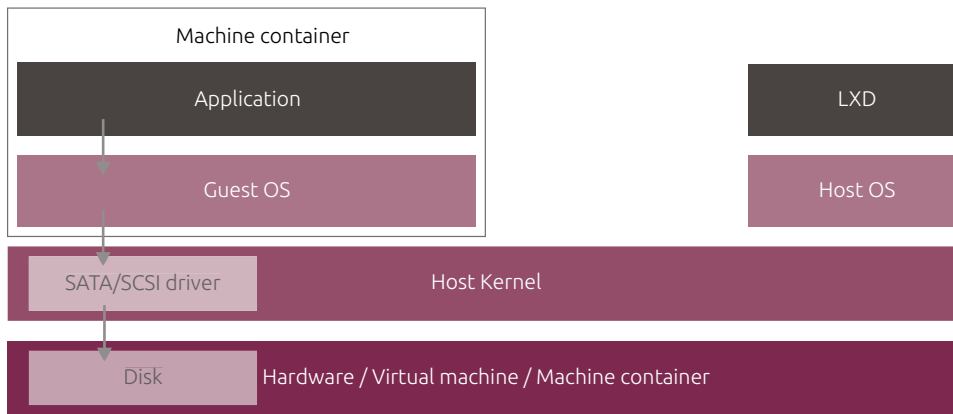 Machine container
Application
LXD
Guest OS
Host OS
SATA/SCSI driver
Host Kernel
Disk
Hardware / Virtual machine / Machine container